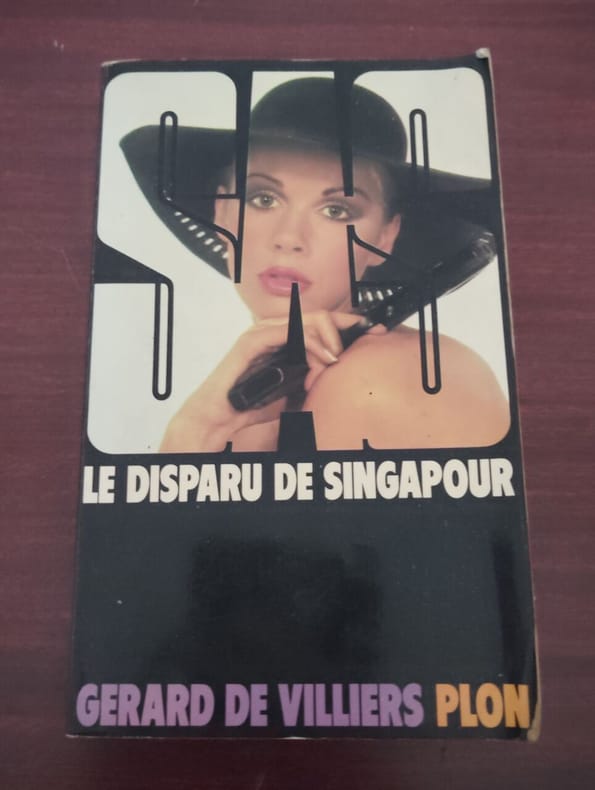 SAS
LE DISPARU DE SINGAPOUR
GERARD DE VILLIERS PLON